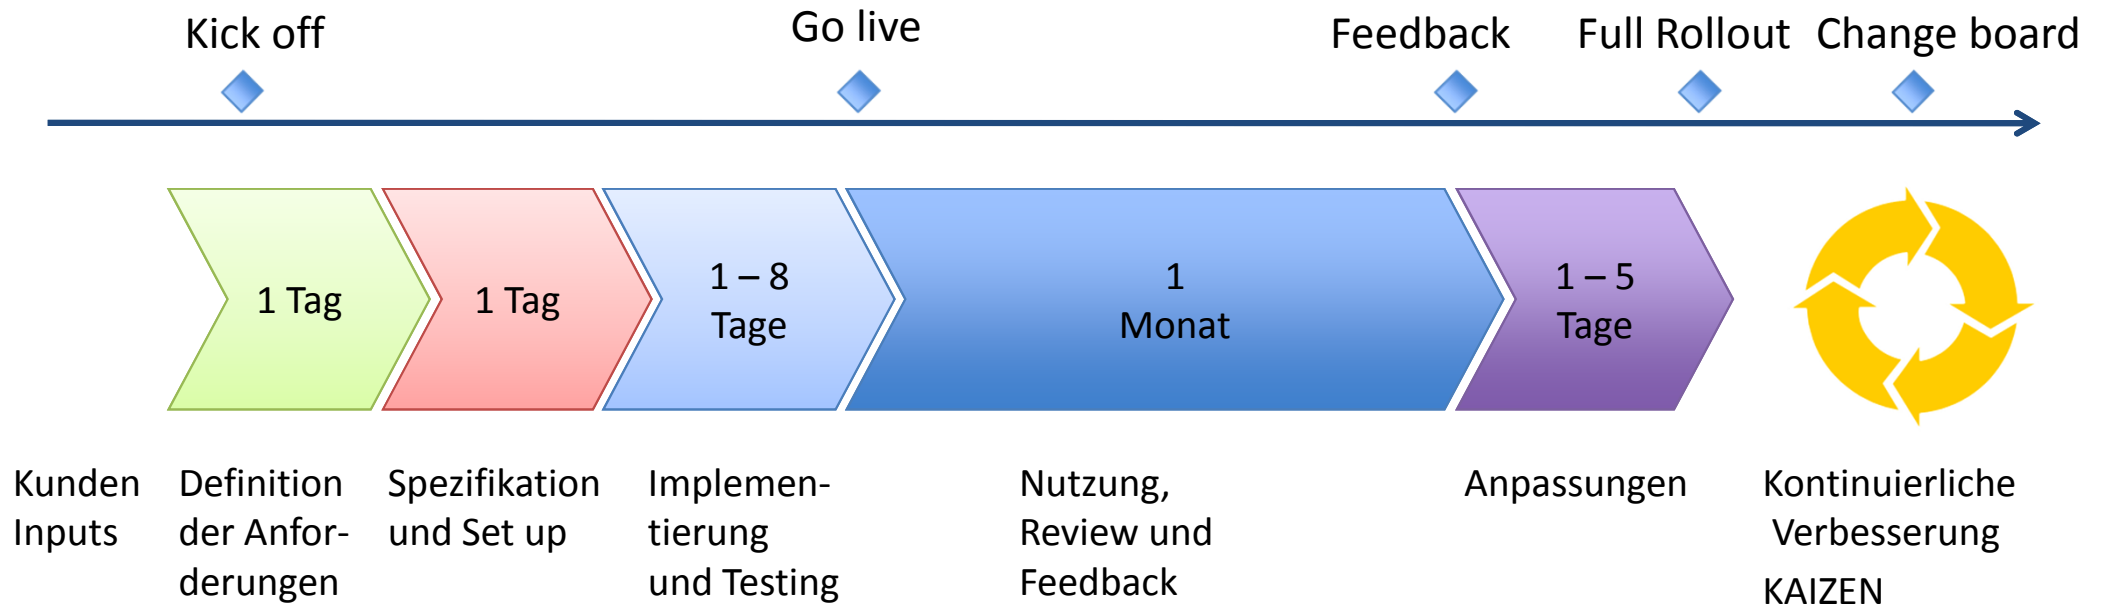 Kick off
Go live
Feedback
Full Rollout
Change board
1 Tag
1 Tag
1 – 8
Tage
1
Monat
1 – 5
Tage
Kunden
Inputs
Definition
der Anfor-
derungen
Spezifikation
und Set up
Implemen-
tierung
und Testing
Nutzung,
Review und
Feedback
Anpassungen
Kontinuierliche
Verbesserung
KAIZEN